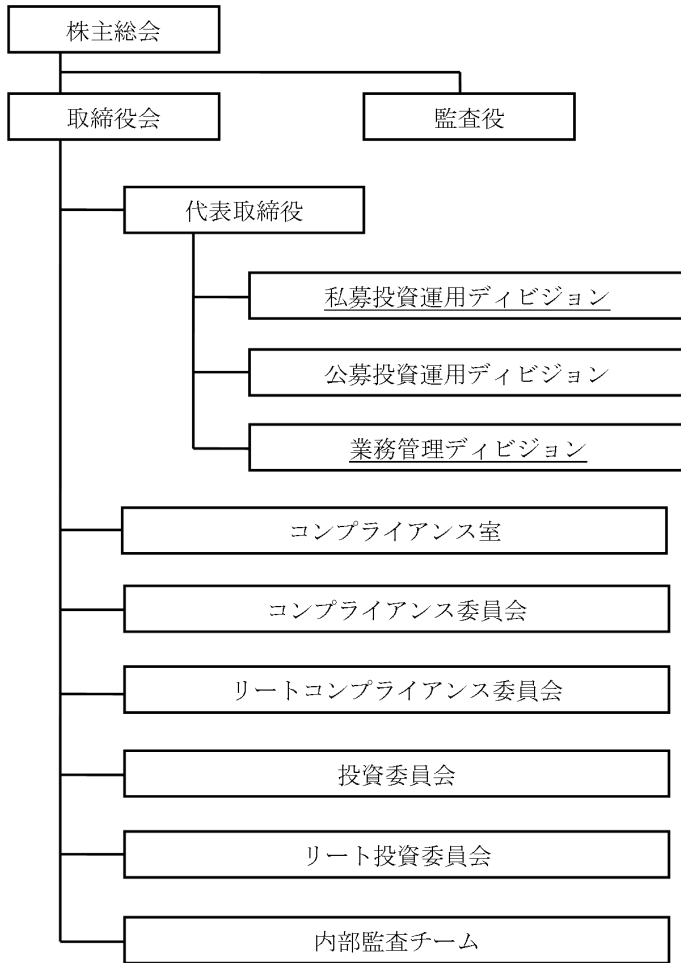 株主総会
取締役会
監査役
代表取締役
私募投資運用ディビジョン
公募投資運用ディビジョン
業務管理ディビジョン
コンプライアンス室
コンプライアンス委員会
リートコンプライアンス委員会
投資委員会
リート投資委員会
内部監査チーム